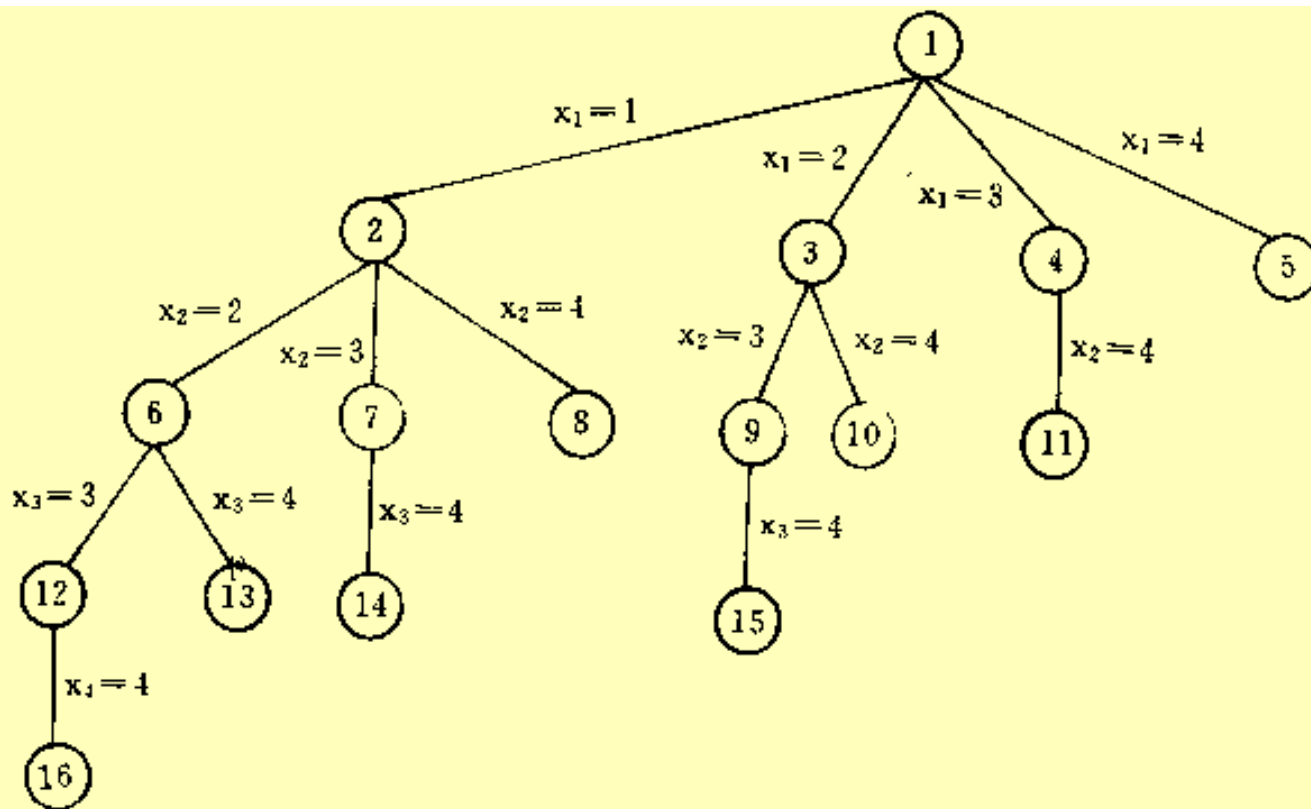 1
x₁=1
x₁=2
x₁=3
x₁=4
2
3
4
5
x₂=2
x₂=3
x₂=4
x₂=3
x₂=4
x₂=4
6
7
8
9
10
11
x₃=3
x₃=4
x₃=4
x₃=4
12
13
14
15
x₄=4
16